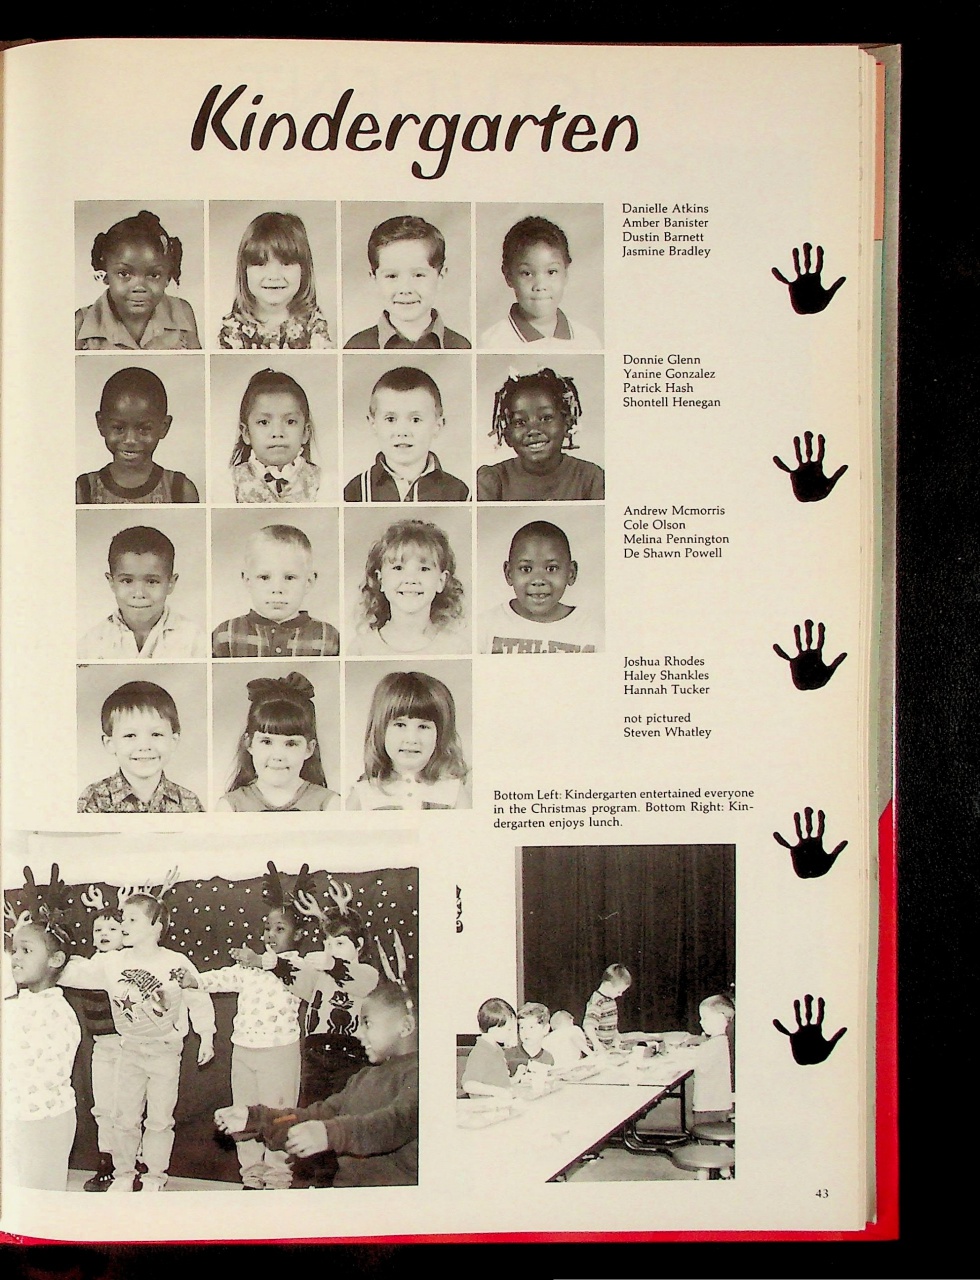 Kindergarten
Danielle Atkins
Amber Banister
Dustin Barnett
Jasmine Bradley
Donnie Glenn
Yanine Gonzalez
Patrick Hash
Shontell Henegan
Andrew Mcmorris
Cole Olson
Melina Pennington
De Shawn Powell
Joshua Rhodes
Haley Shankles
Hannah Tucker
not pictured
Steven Whatley
Bottom Left: Kindergarten entertained everyone
in the Christmas program. Bottom Right: Kin-
dergarten enjoys lunch.
43